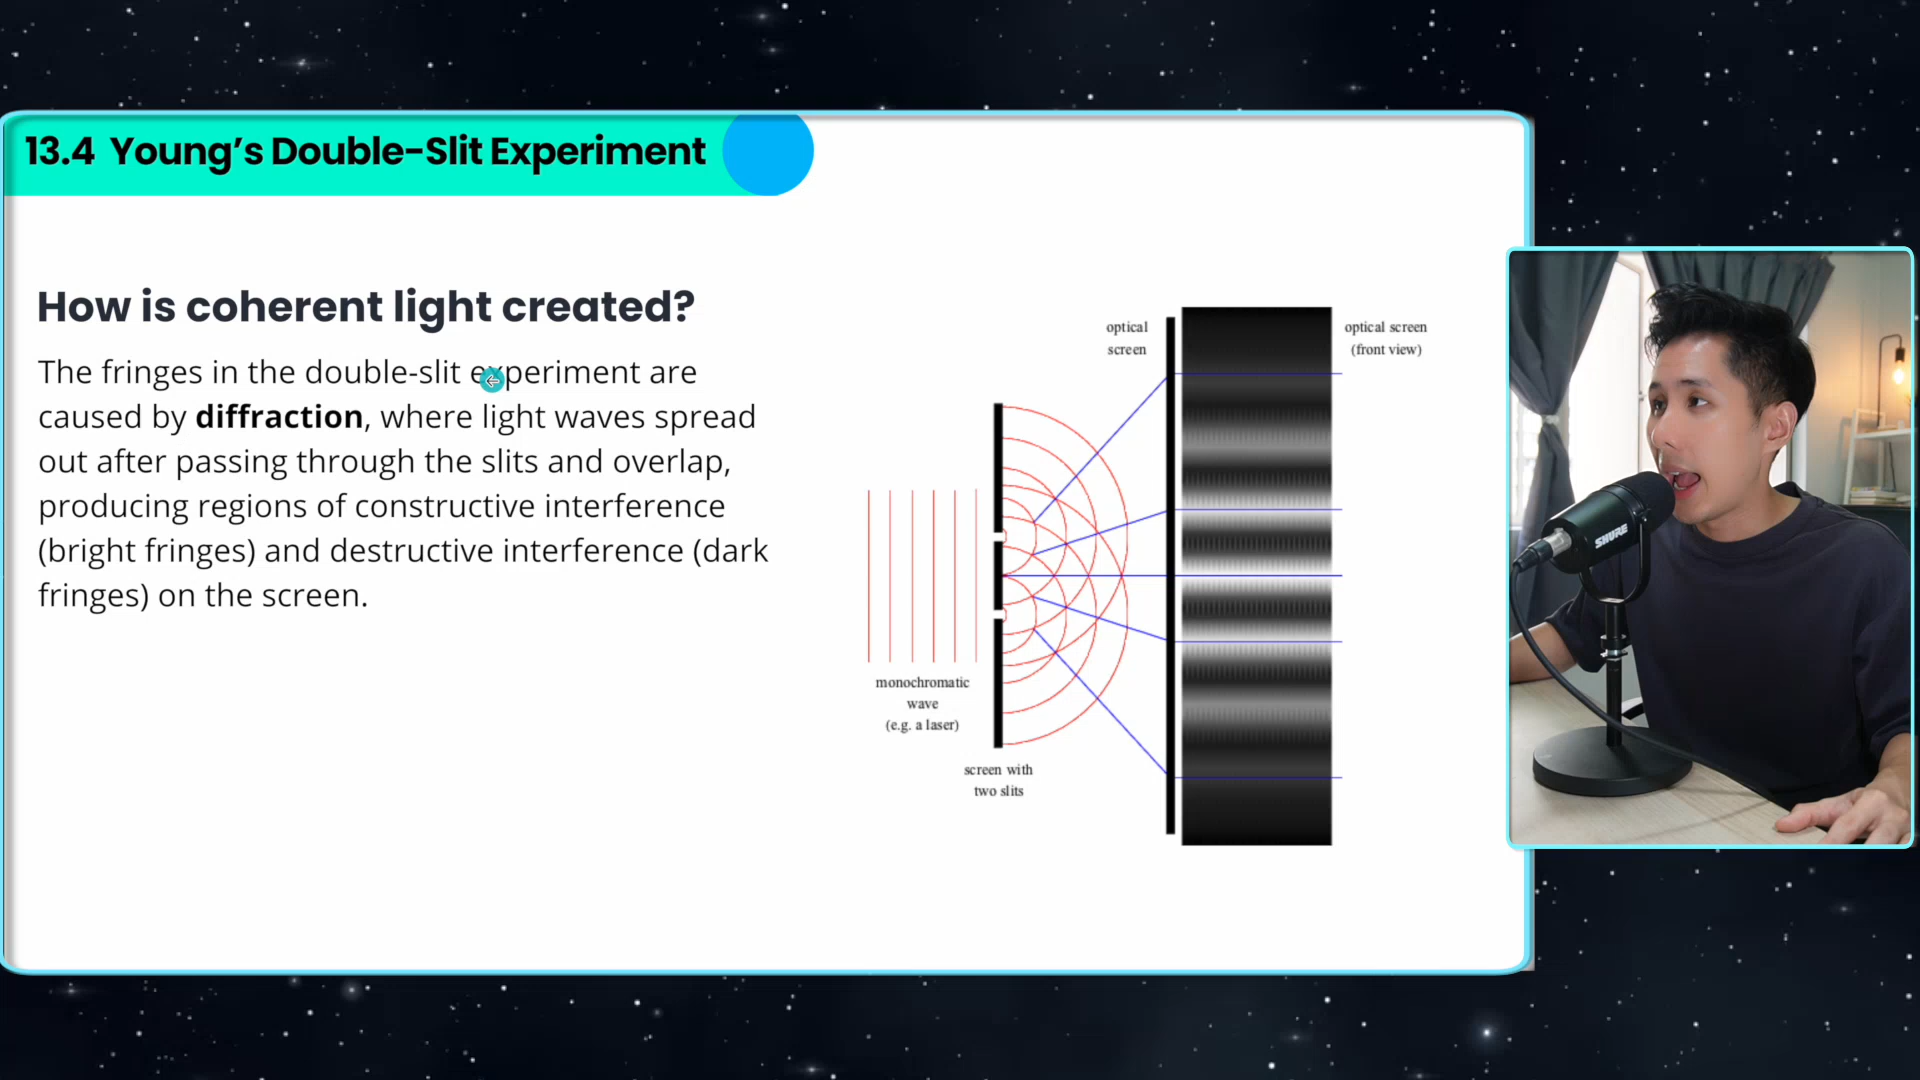 13.4 Young's Double-Slit Experiment
How is coherent light created?
The fringes in the double-slit experiment are
caused by diffraction, where light waves spread
out after passing through the slits and overlap,
producing regions of constructive interference
(bright fringes) and destructive interference (dark
fringes) on the screen.
optical
screen
optical screen
(front view)
monochromatic
wave
(e.g. a laser)
screen with
two slits
SHURE